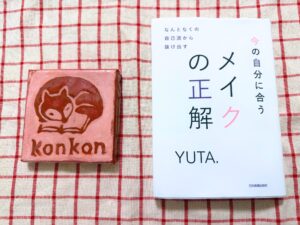 konkon
なんとなくの
自己流から
抜け出す
今の自分に合う
メイク
の正解
YUTA.